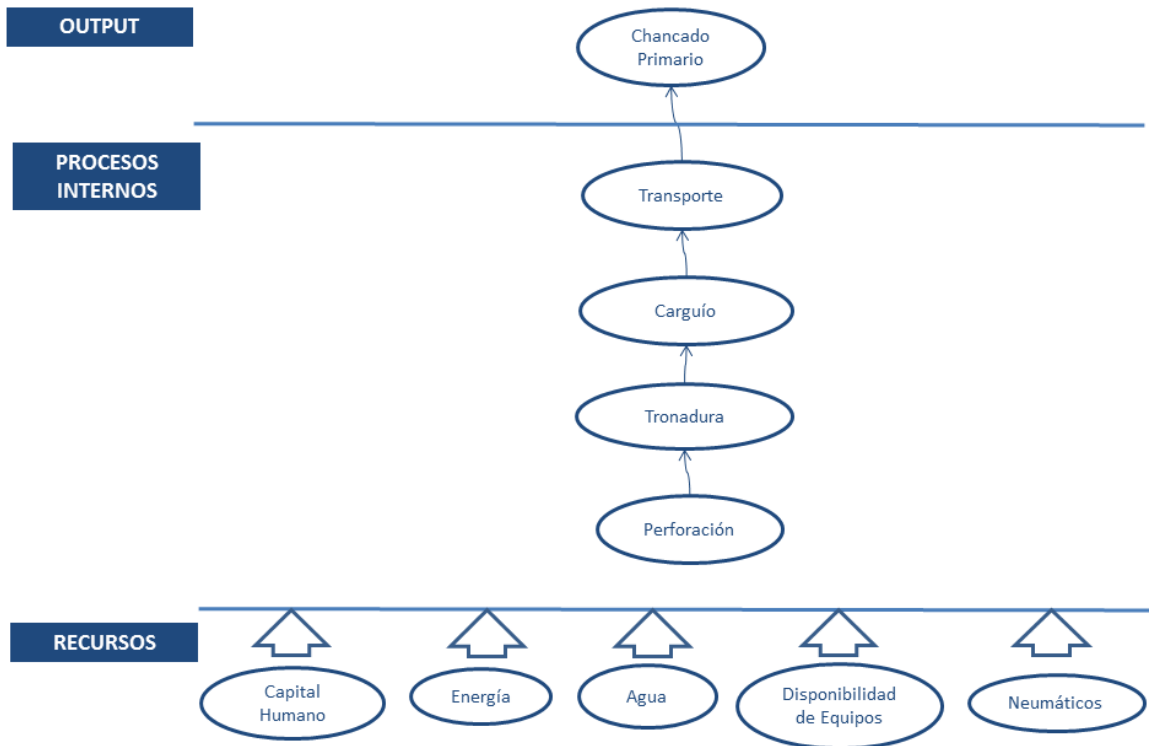 OUTPUT
Chancado
Primario
PROCESOS
INTERNOS
Transporte
Carguío
Tronadura
Perforación
RECURSOS
Capital
Humano
Energía
Agua
Disponibilidad
de Equipos
Neumáticos